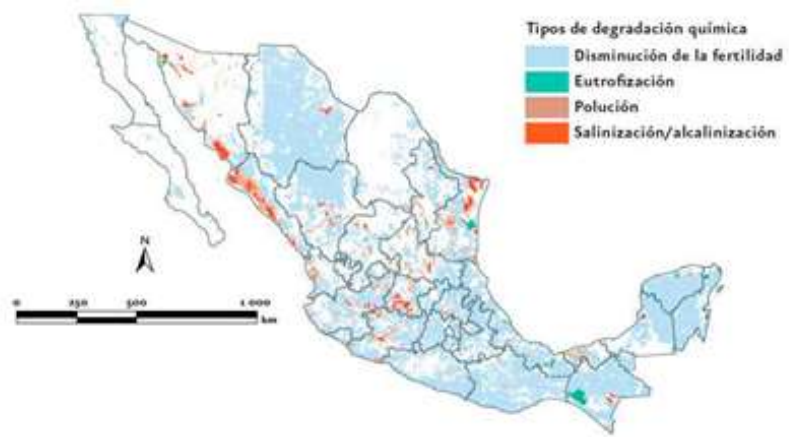 Tipos de degradación química
Disminución de la fertilidad
Eutrofización
Polución
Salinización/alcalinización
N
0 250 500 1 000
km